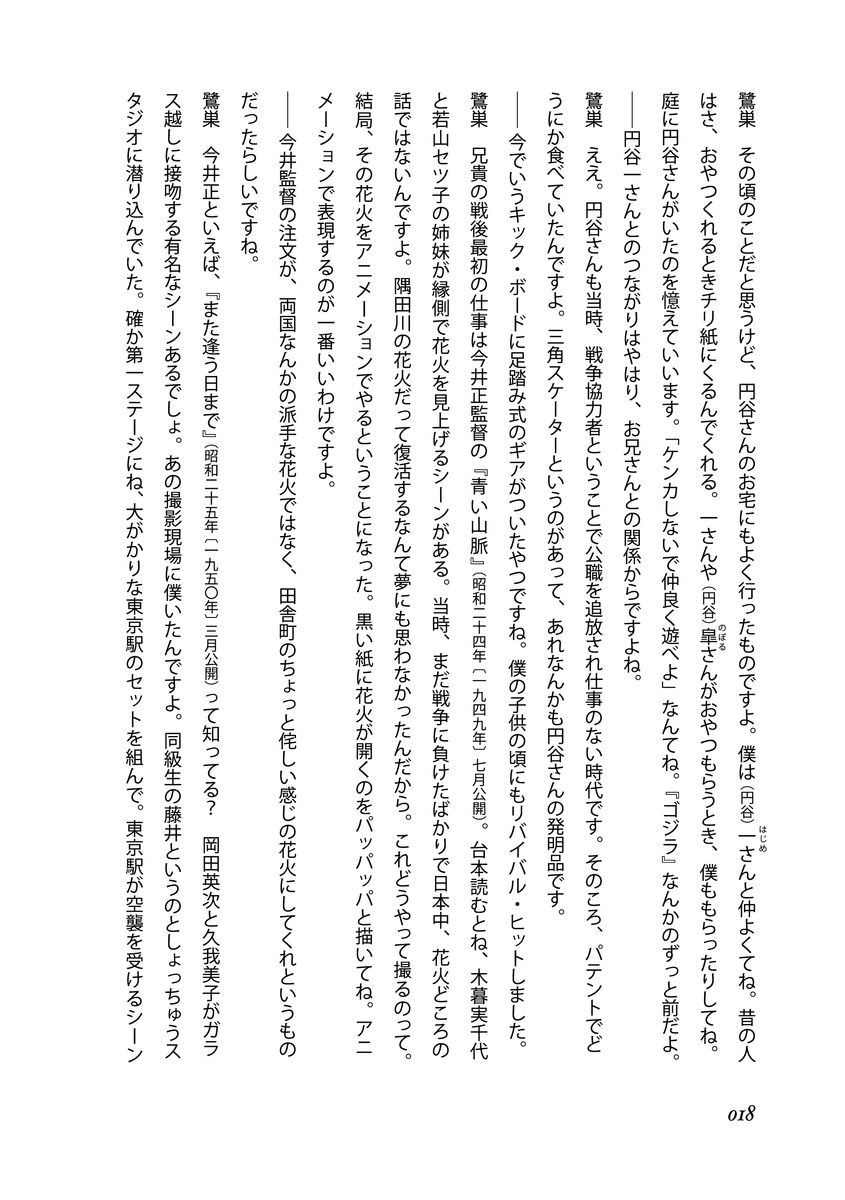 鷺巣　その頃のことだと思うけど、円谷さんのお宅にもよく行ったものですよ。僕は（円谷）一さんと仲よくてね。昔の人
はじめ
はさ、おやつくれるときチリ紙にくるんでくれる。一さんや（円谷）皐さんがおやつもらうとき、僕ももらったりしてね。
のぼる
庭に円谷さんがいたのを憶えています。「ケンカしないで仲良く遊べよ」なんてね。『ゴジラ』なんかのずっと前だよ。
――円谷一さんとのつながりはやはり、お兄さんとの関係からですよね。
鷺巣　ええ。円谷さんも当時、戦争協力者ということで公職を追放され仕事のない時代です。そのころ、パテントでど
うにか食べていたんですよ。三角スケーターというのがあって、あれなんかも円谷さんの発明品です。
――今でいうキック・ボードに足踏み式のギアがついたやつですね。僕の子供の頃にもリバイバル・ヒットしました。
鷺巣　兄貴の戦後最初の仕事は今井正監督の『青い山脈』（昭和二十四年〔一九四九年〕七月公開）。台本読むとね、木暮実千代
と若山セツ子の姉妹が縁側で花火を見上げるシーンがある。当時、まだ戦争に負けたばかりで日本中、花火どころの
話ではないんですよ。隅田川の花火だって復活するなんて夢にも思わなかったんだから。これどうやって撮るのって。
結局、その花火をアニメーションでやるということになった。黒い紙に花火が開くのをパッパッパと描いてね。アニ
メーションで表現するのが一番いいわけですよ。
――今井監督の注文が、両国なんかの派手な花火ではなく、田舎町のちょっと侘しい感じの花火にしてくれというもの
だったらしいですね。
鷺巣　今井正といえば、『また逢う日まで』（昭和二十五年〔一九五〇年〕三月公開）って知ってる？　岡田英次と久我美子がガラ
ス越しに接吻する有名なシーンあるでしょ。あの撮影現場に僕いたんですよ。同級生の藤井というのとしょっちゅうス
タジオに潜り込んでいた。確か第一ステージにね、大がかりな東京駅のセットを組んで。東京駅が空襲を受けるシーン
018